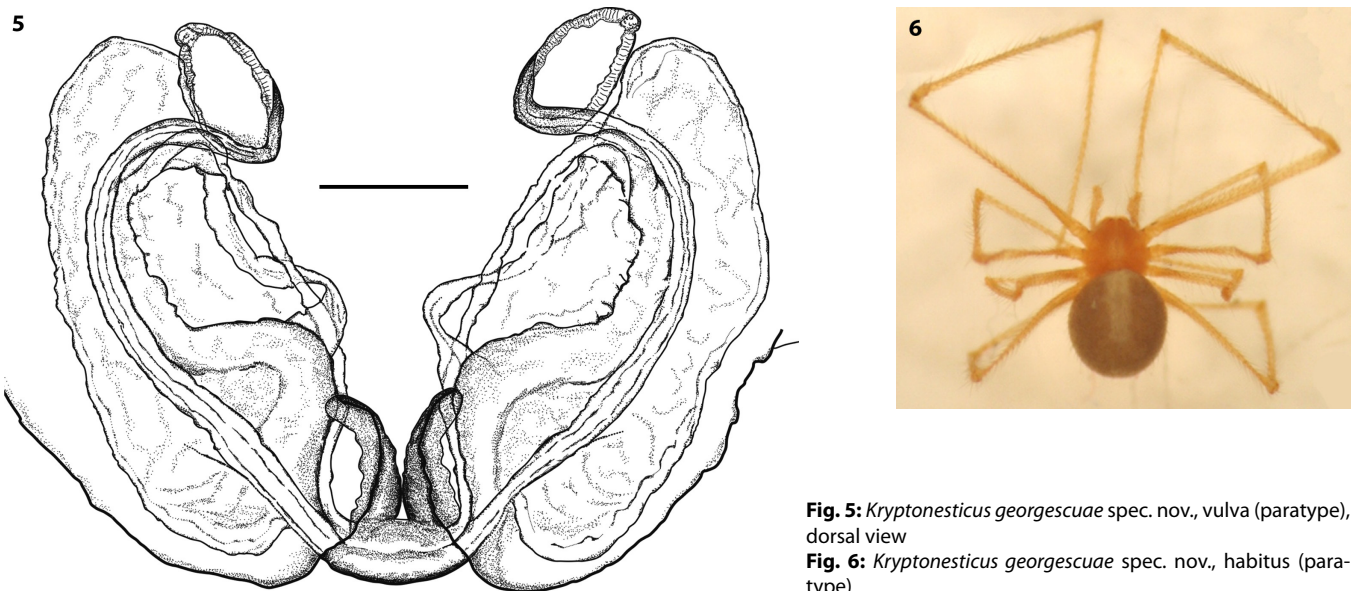 5
6
Fig. 5: Kryptonesticus georgescuae spec. nov., vulva (paratype),
dorsal view
Fig. 6: Kryptonesticus georgescuae spec. nov., habitus (para-
type)